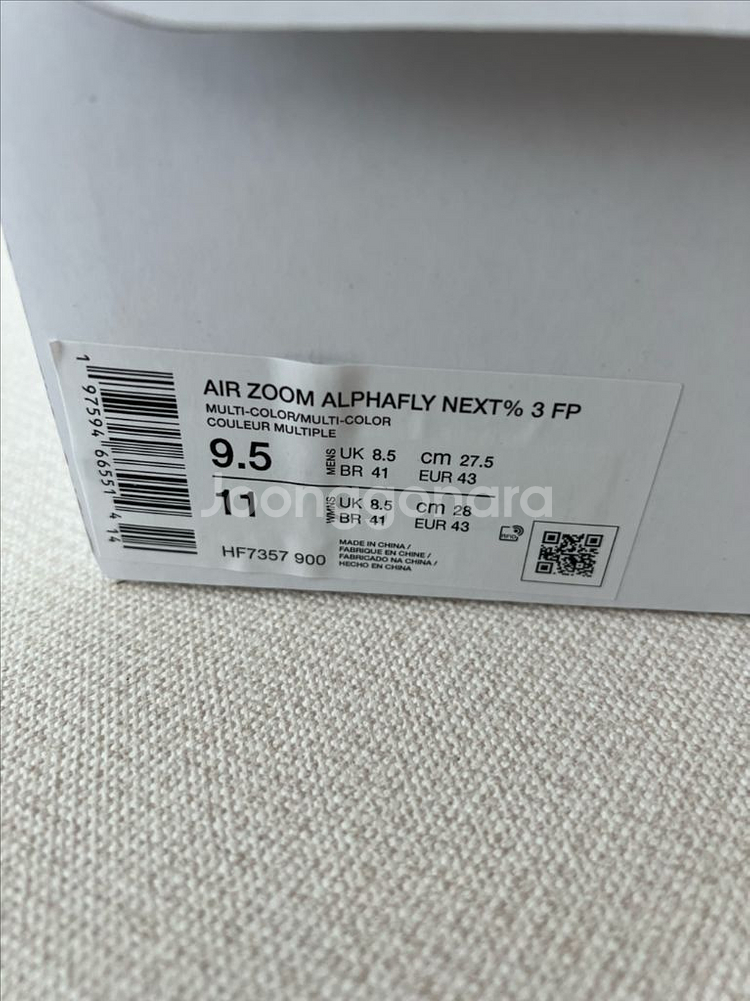 AIR ZOOM ALPHAFLY NEXT% 3 FP
MULTI-COLOR/MULTI-COLOR
COULEUR MULTIPLE
9.5 MENS UK 8.5 cm 27.5
BR 41 EUR 43
11 WMNS UK 8.5 cm 28
BR 41 EUR 43
Joonggonara
HF7357 900
MADE IN CHINA /
FABRIQUE EN CHINE /
FABRICADO NA CHINA /
HECHO EN CHINA
RFID
1 97594 66551 4 14